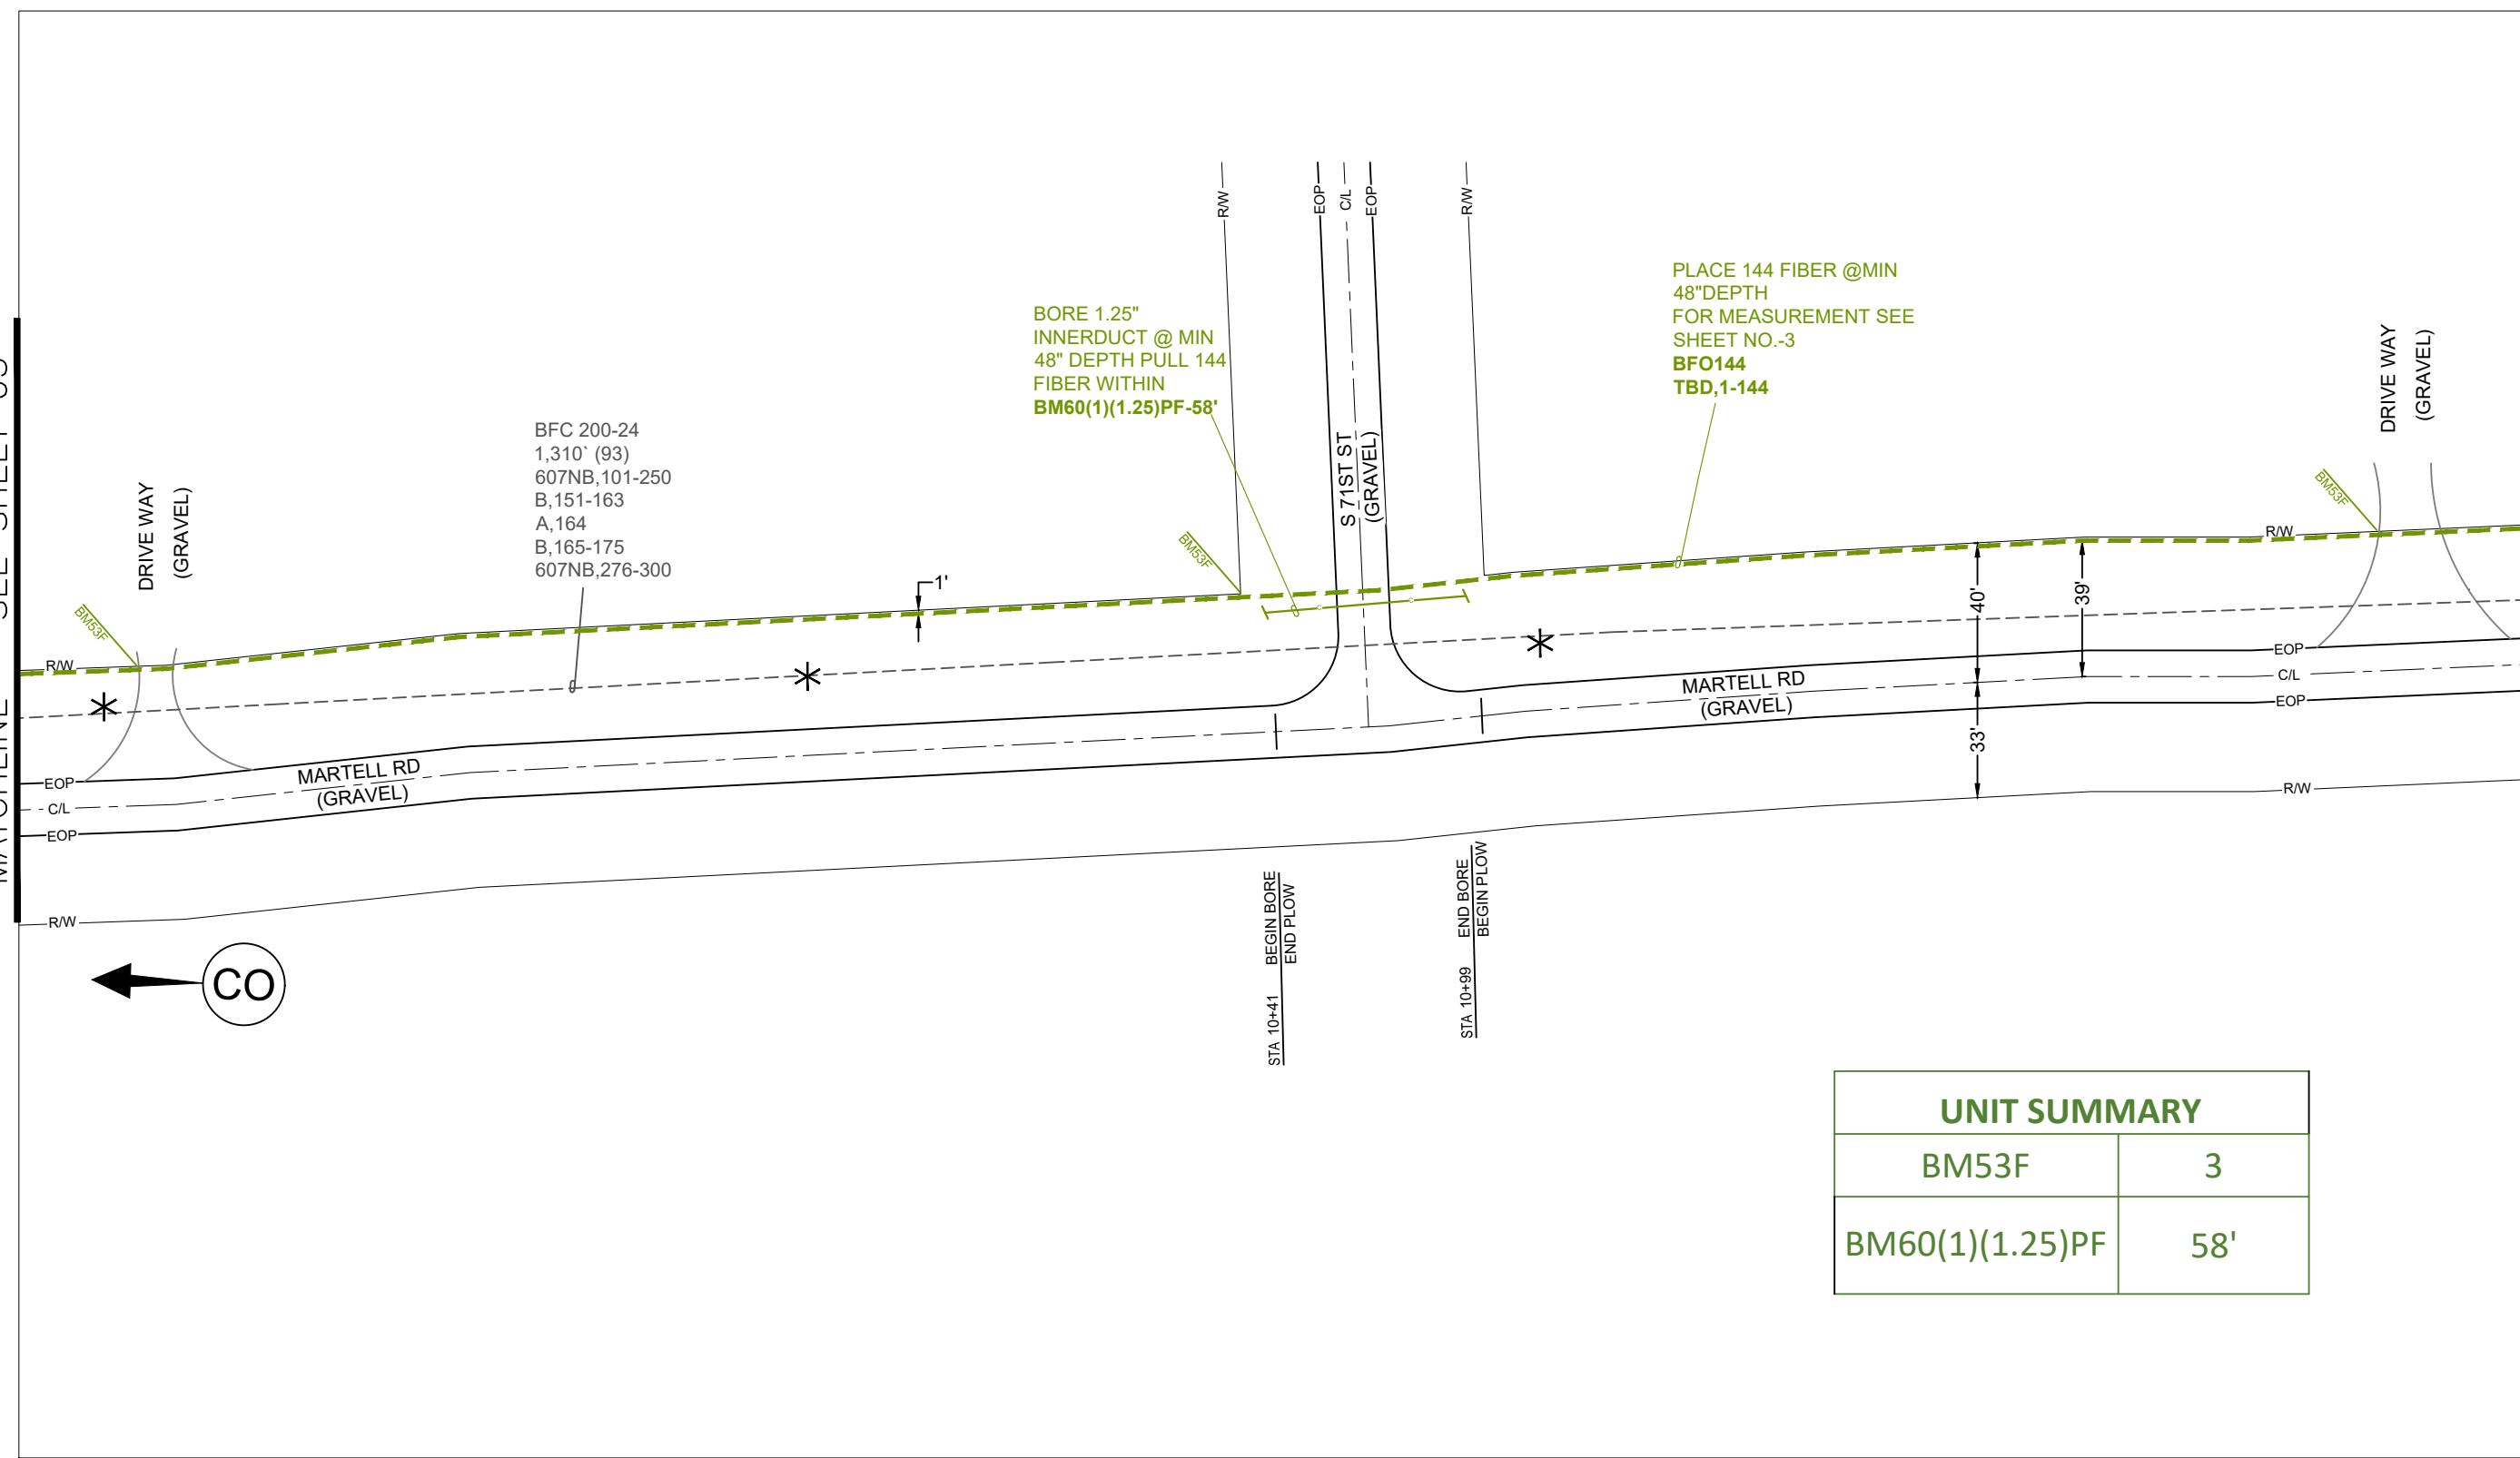 R/W
EOP
C/L
EOP
R/W
PLACE 144 FIBER @MIN
48"DEPTH
FOR MEASUREMENT SEE
SHEET NO.-3
BFO144
TBD,1-144
BORE 1.25"
INNERDUCT @ MIN
48" DEPTH PULL 144
FIBER WITHIN
BM60(1)(1.25)PF-58'
DRIVE WAY
(GRAVEL)
BFC 200-24
1,310` (93)
607NB,101-250
B,151-163
A,164
B,165-175
607NB,276-300
S 71ST ST
(GRAVEL)
DRIVE WAY
(GRAVEL)
BM53F
BM53F
BM53F
R/W
1'
40'
39'
33'
R/W
EOP
C/L
EOP
R/W
MARTELL RD
(GRAVEL)
MARTELL RD
(GRAVEL)
EOP
C/L
EOP
R/W
MATCHLINE SEE SHEET
STA 10+41 BEGIN BORE
END PLOW
STA 10+99 END BORE
BEGIN PLOW
CO
UNIT SUMMARY
BM53F 3
BM60(1)(1.25)PF 58'